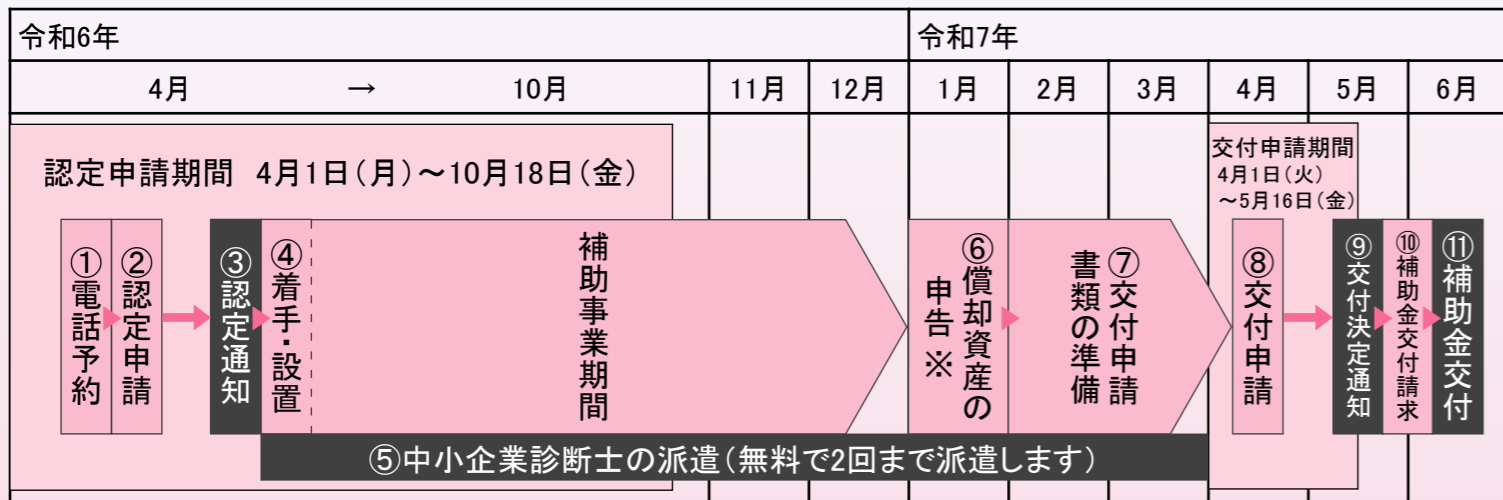 令和6年
令和7年
4月 → 10月
11月
12月
1月
2月
3月
4月
5月
6月
認定申請期間 4月1日(月)～10月18日(金)
交付申請期間
4月1日(火)
～5月16日(金)
①電話予約
②認定申請
③認定通知
④着手・設置
補助事業期間
⑥償却資産の
申告※
⑦交付申請
書類の準備
⑧交付申請
⑨交付決定通知
⑩補助金交付請求
⑪補助金交付
⑤中小企業診断士の派遣(無料で2回まで派遣します)